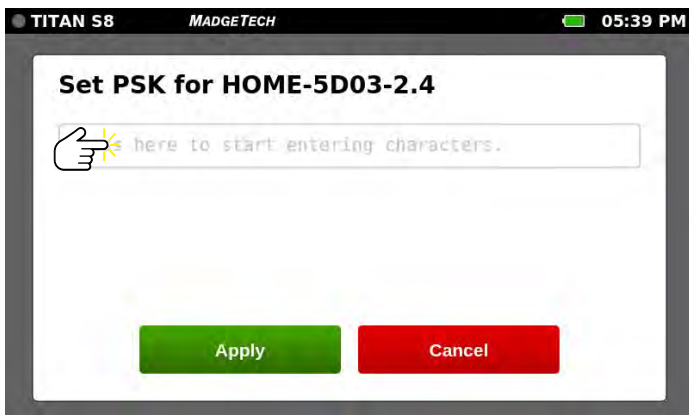 TITAN S8 MADGETECH 05:39 PM
Set PSK for HOME-5D03-2.4
here to start entering characters.
Apply Cancel